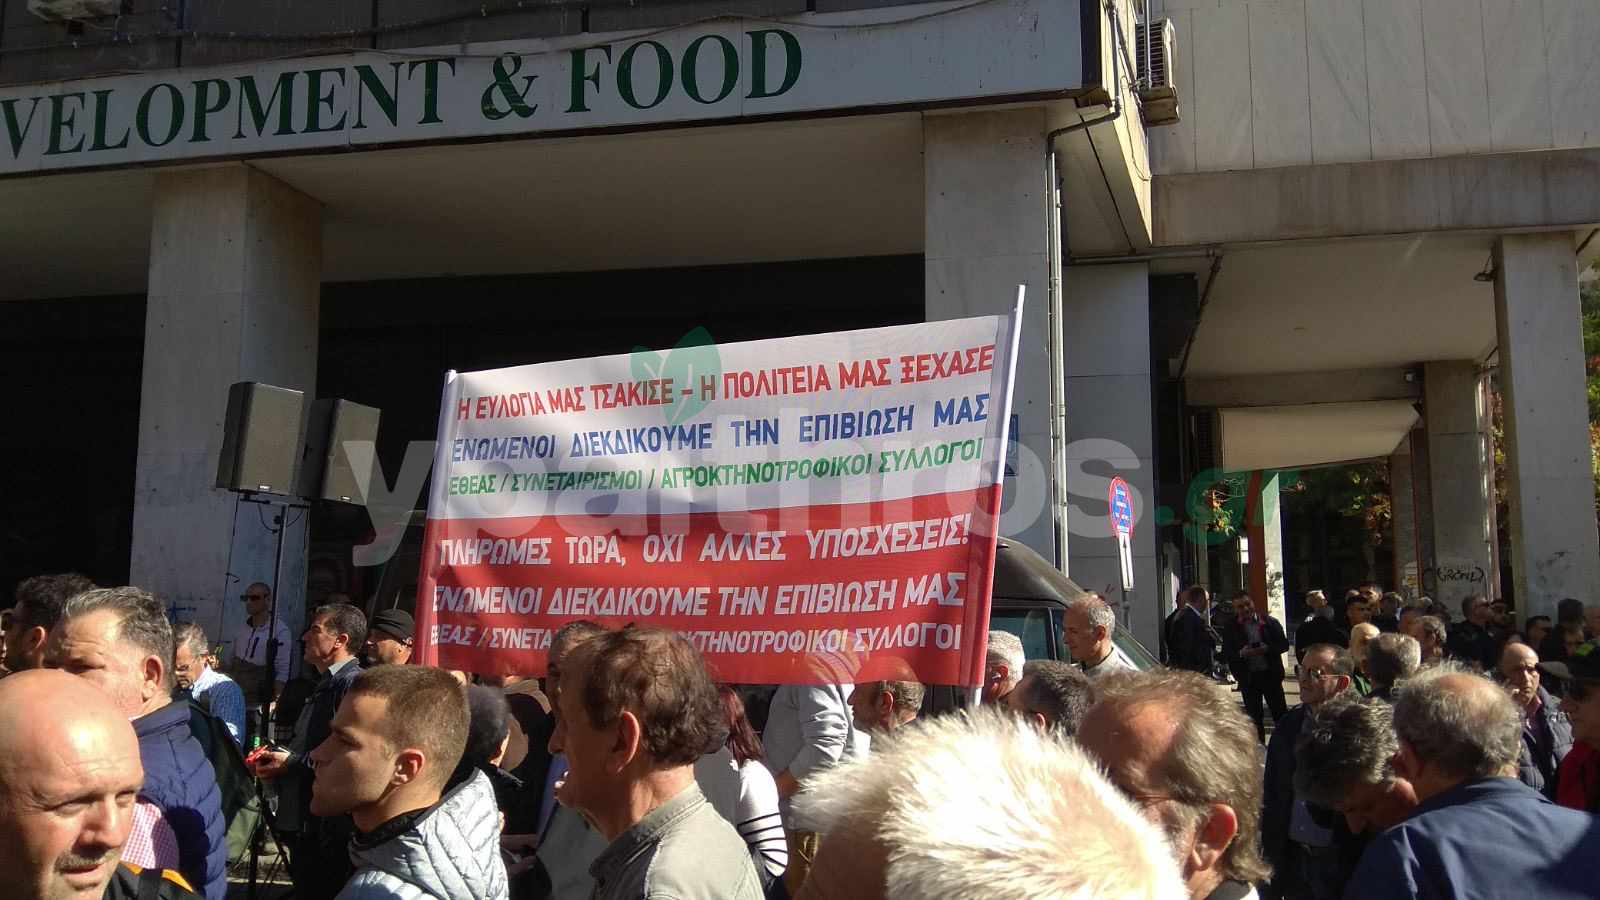 VELOPMENT & FOOD
Η ΕΥΛΟΓΙΑ ΜΑΣ ΤΣΑΚΙΣΕ – Η ΠΟΛΙΤΕΙΑ ΜΑΣ ΞΕΧΑΣΕ
ΕΝΩΜΕΝΟΙ ΔΙΕΚΔΙΚΟΥΜΕ ΤΗΝ ΕΠΙΒΙΩΣΗ ΜΑΣ
ΕΘΕΑΣ / ΣΥΝΕΤΑΙΡΙΣΜΟΙ / ΑΓΡΟΚΤΗΝΟΤΡΟΦΙΚΟΙ ΣΥΛΛΟΓΟΙ
ypaithros.gr
ΠΛΗΡΩΜΕΣ ΤΩΡΑ, ΟΧΙ ΑΛΛΕΣ ΥΠΟΣΧΕΣΕΙΣ!
ΕΝΩΜΕΝΟΙ ΔΙΕΚΔΙΚΟΥΜΕ ΤΗΝ ΕΠΙΒΙΩΣΗ ΜΑΣ
ΕΘΕΑΣ / ΣΥΝΕΤΑ ΚΤΗΝΟΤΡΟΦΙΚΟΙ ΣΥΛΛΟΓΟΙ